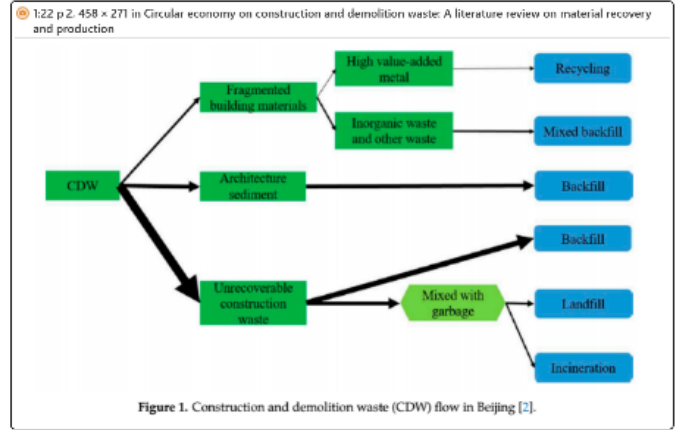 1:22 p 2. 458 × 271 in Circular economy on construction and demolition waste: A literature review on material recovery
and production
High value-added
metal
Recycling
Fragmented
building materials
Inorganic waste
and other waste
Mixed backfill
CDW
Architecture
sediment
Backfill
Backfill
Unrecoverable
construction
waste
Mixed with
garbage
Landfill
Incineration
Figure 1. Construction and demolition waste (CDW) flow in Beijing [2].